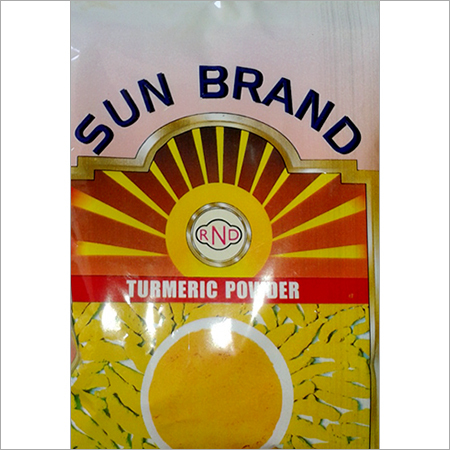 SUN BRAND
RND
TURMERIC POWDER